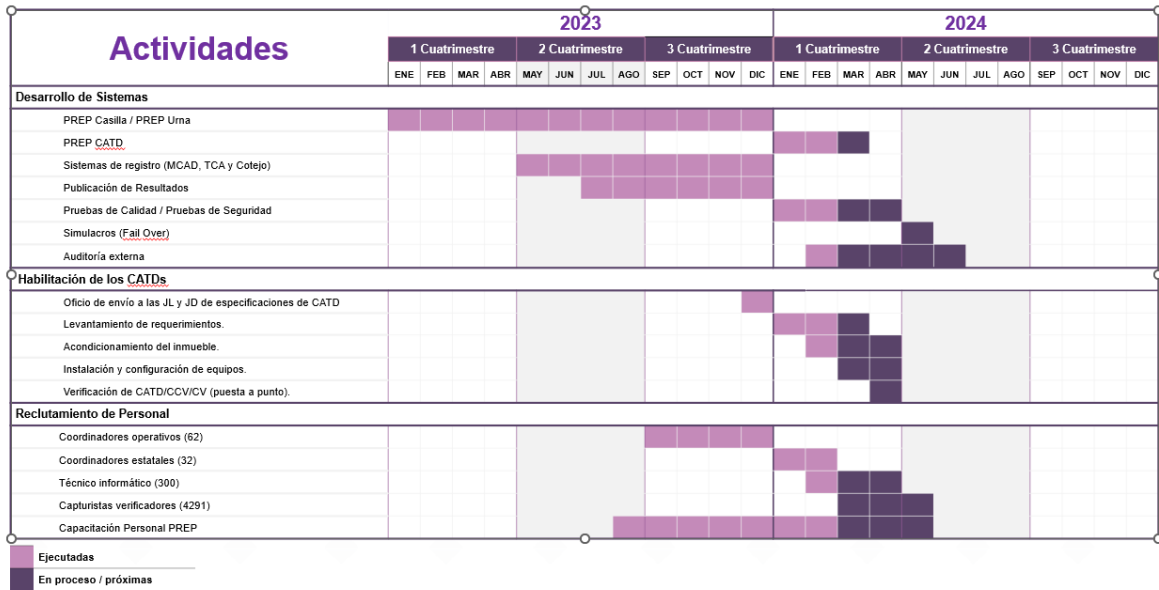 2023 2024
Actividades
1 Cuatrimestre 2 Cuatrimestre 3 Cuatrimestre 1 Cuatrimestre 2 Cuatrimestre 3 Cuatrimestre
ENE FEB MAR ABR MAY JUN JUL AGO SEP OCT NOV DIC ENE FEB MAR ABR MAY JUN JUL AGO SEP OCT NOV DIC
Desarrollo de Sistemas
PREP Casilla / PREP Urna
PREP CATD
Sistemas de registro (MCAD, TCA y Cotejo)
Publicación de Resultados
Pruebas de Calidad / Pruebas de Seguridad
Simulacros (Fail Over)
Auditoría externa
Habilitación de los CATDs
Oficio de envío a las JL y JD de especificaciones de CATD
Levantamiento de requerimientos.
Acondicionamiento del inmueble.
Instalación y configuración de equipos.
Verificación de CATD/CCV/CV (puesta a punto).
Reclutamiento de Personal
Coordinadores operativos (62)
Coordinadores estatales (32)
Técnico informático (300)
Capturistas verificadores (4291)
Capacitación Personal PREP
Ejecutadas
En proceso / próximas